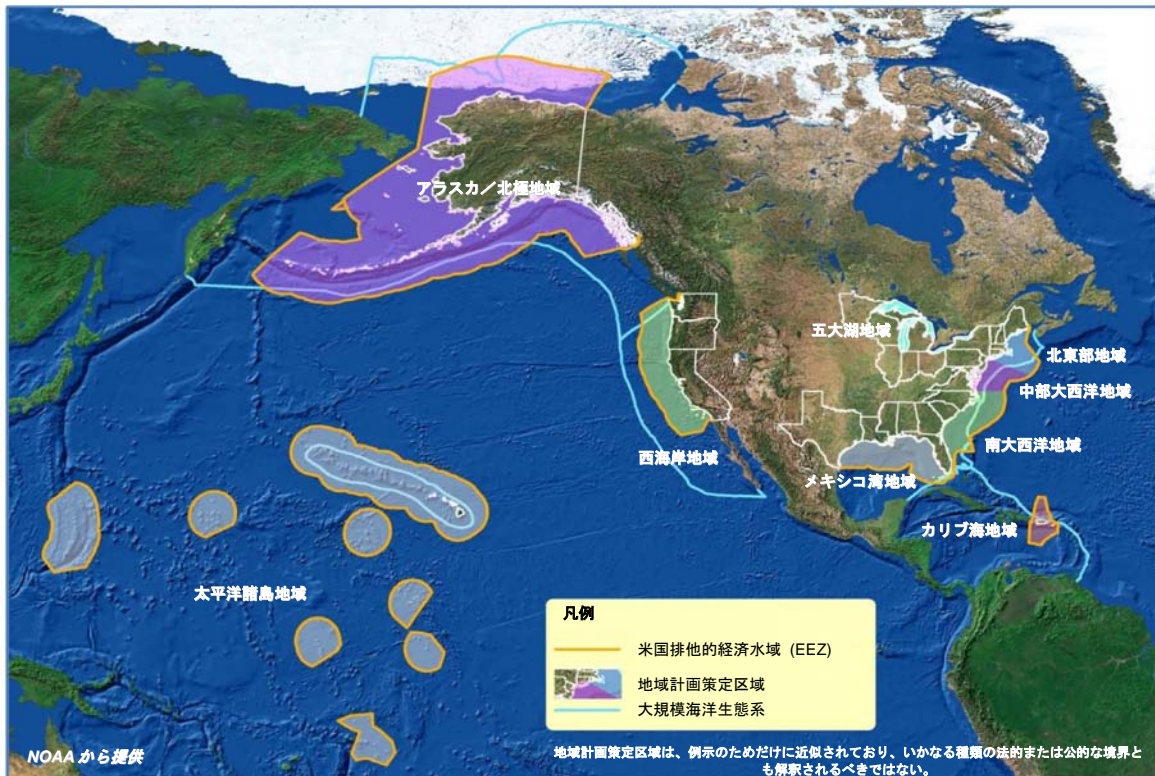 アラスカ／北極地域
五大湖地域
北東部地域
中部大西洋地域
南大西洋地域
西海岸地域
メキシコ湾地域
カリブ海地域
太平洋諸島地域
凡例
米国排他的経済水域 (EEZ)
地域計画策定区域
大規模海洋生態系
NOAA から提供
地域計画策定区域は、例示のためだけに近似されており、いかなる種類の法的または公的な境界と
も解釈されるべきではない。